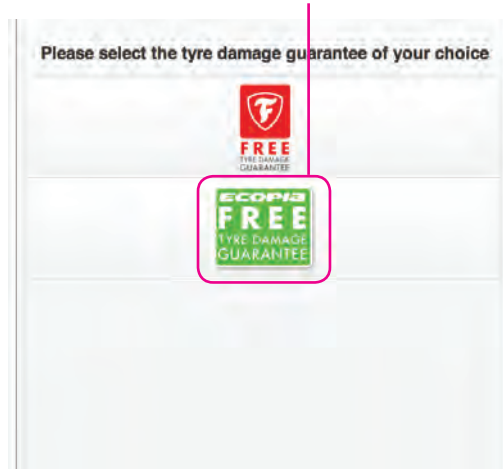 Please select the tyre damage guarantee of your choice
F
FREE
TYRE DAMAGE
GUARANTEE
ECOPIA
FREE
TYRE DAMAGE
GUARANTEE